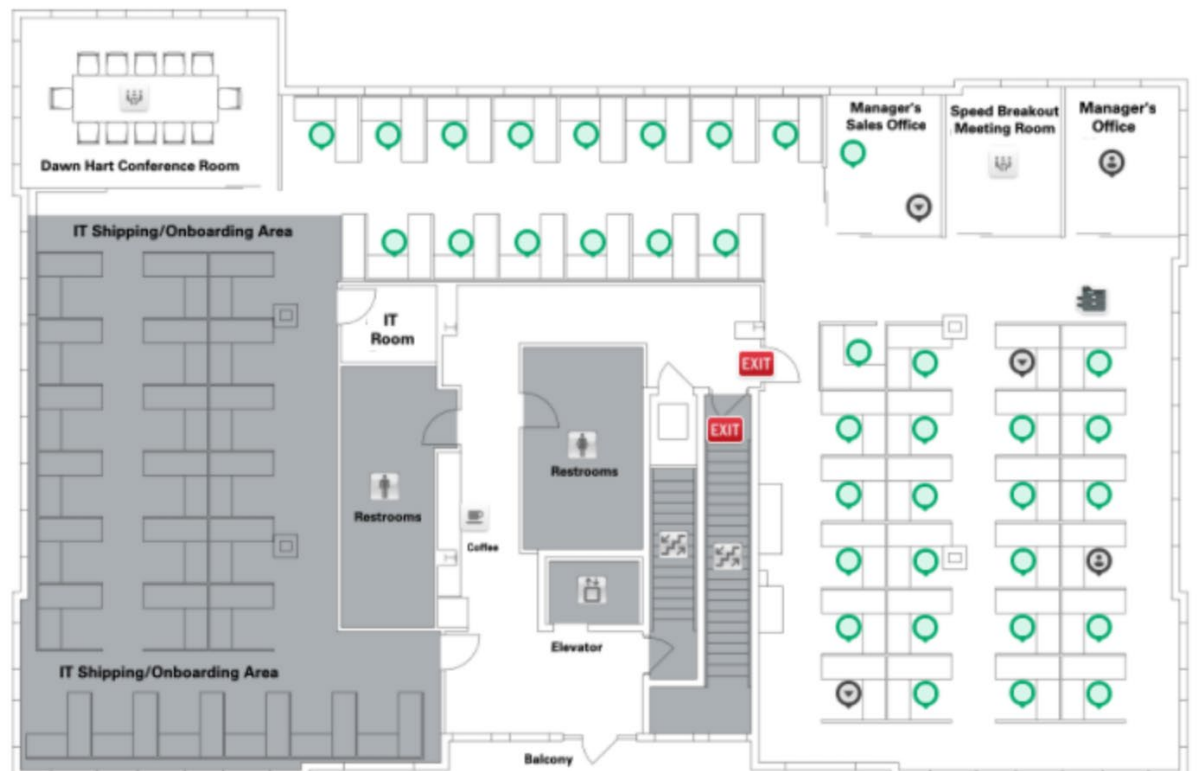 Manager's
Sales Office
Speed Breakout
Meeting Room
Manager's
Office
Dawn Hart Conference Room
IT Shipping/Onboarding Area
IT
Room
EXIT
EXIT
Restrooms
Restrooms
Coffee
Elevator
IT Shipping/Onboarding Area
Balcony